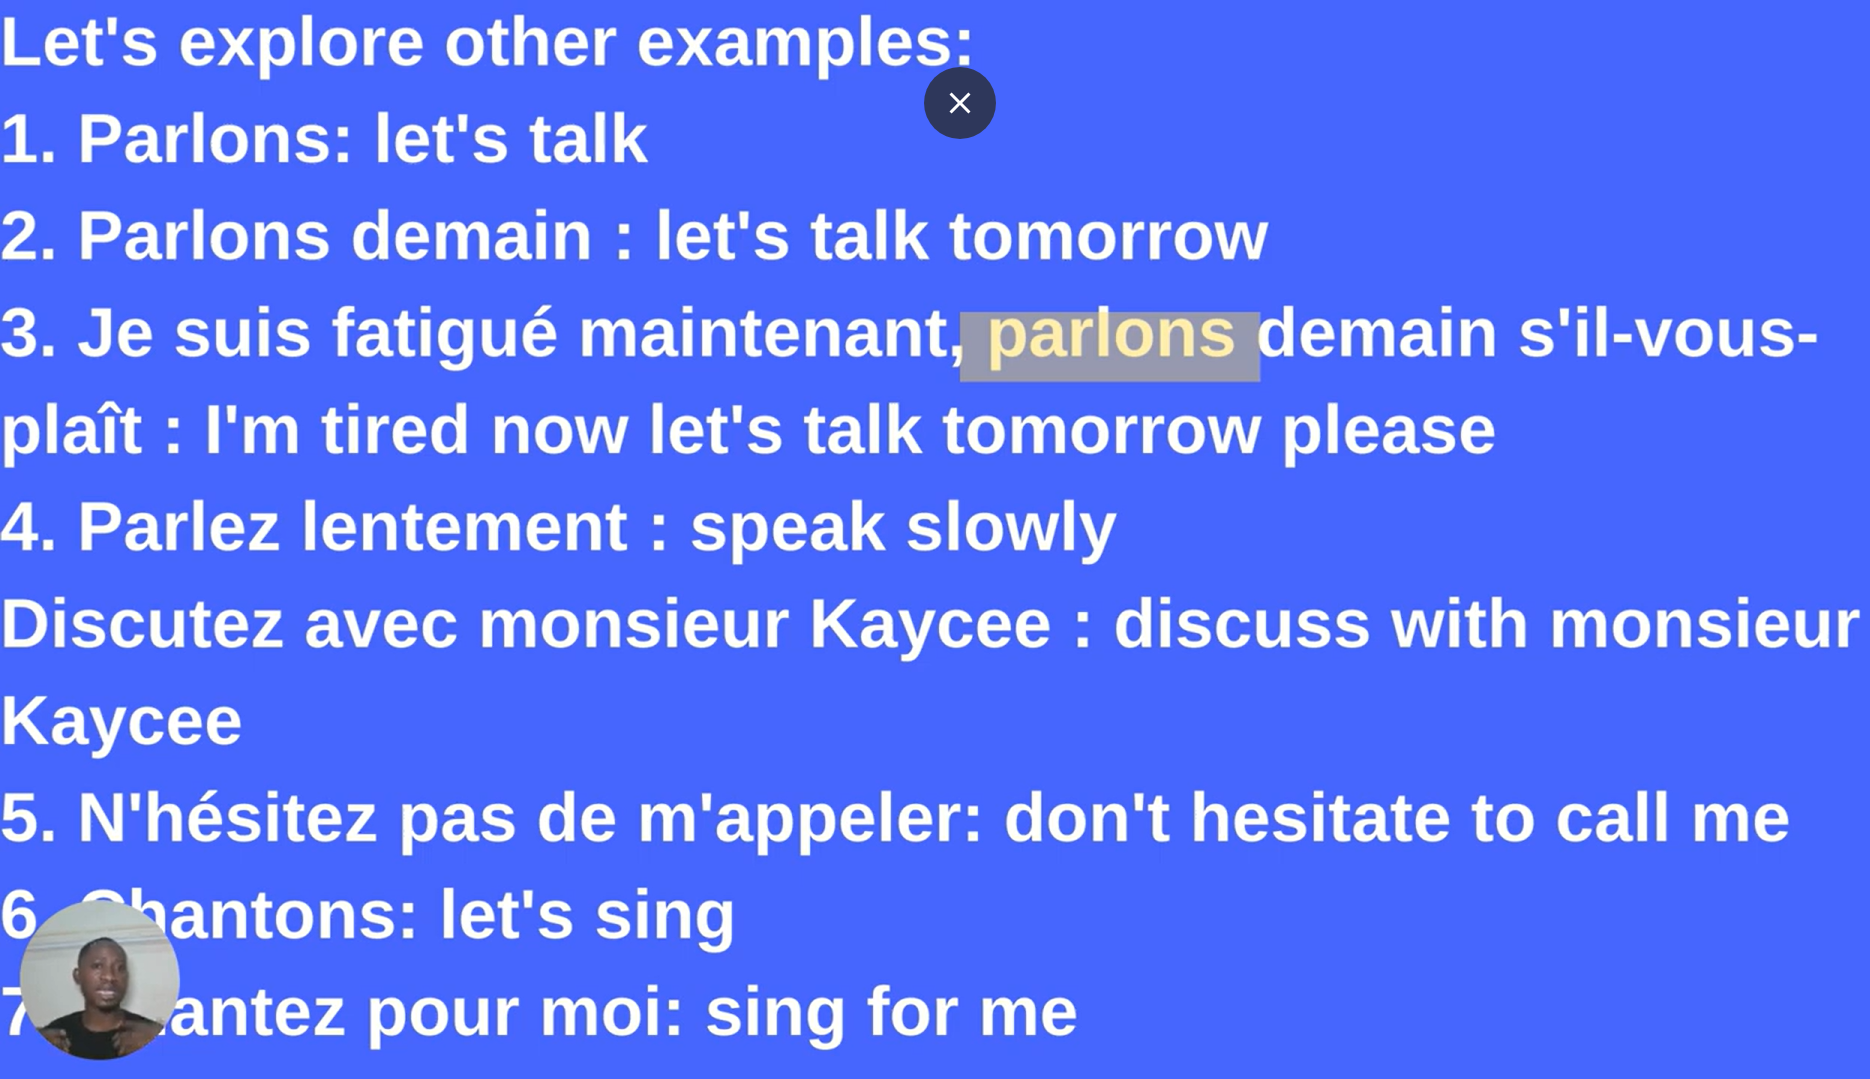 Let's explore other examples:
1. Parlons: let's talk
2. Parlons demain : let's talk tomorrow
3. Je suis fatigué maintenant, parlons demain s'il-vous-
plaît : I'm tired now let's talk tomorrow please
4. Parlez lentement : speak slowly
Discutez avec monsieur Kaycee : discuss with monsieur
Kaycee
5. N'hésitez pas de m'appeler: don't hesitate to call me
6. Chantons: let's sing
7 antez pour moi: sing for me